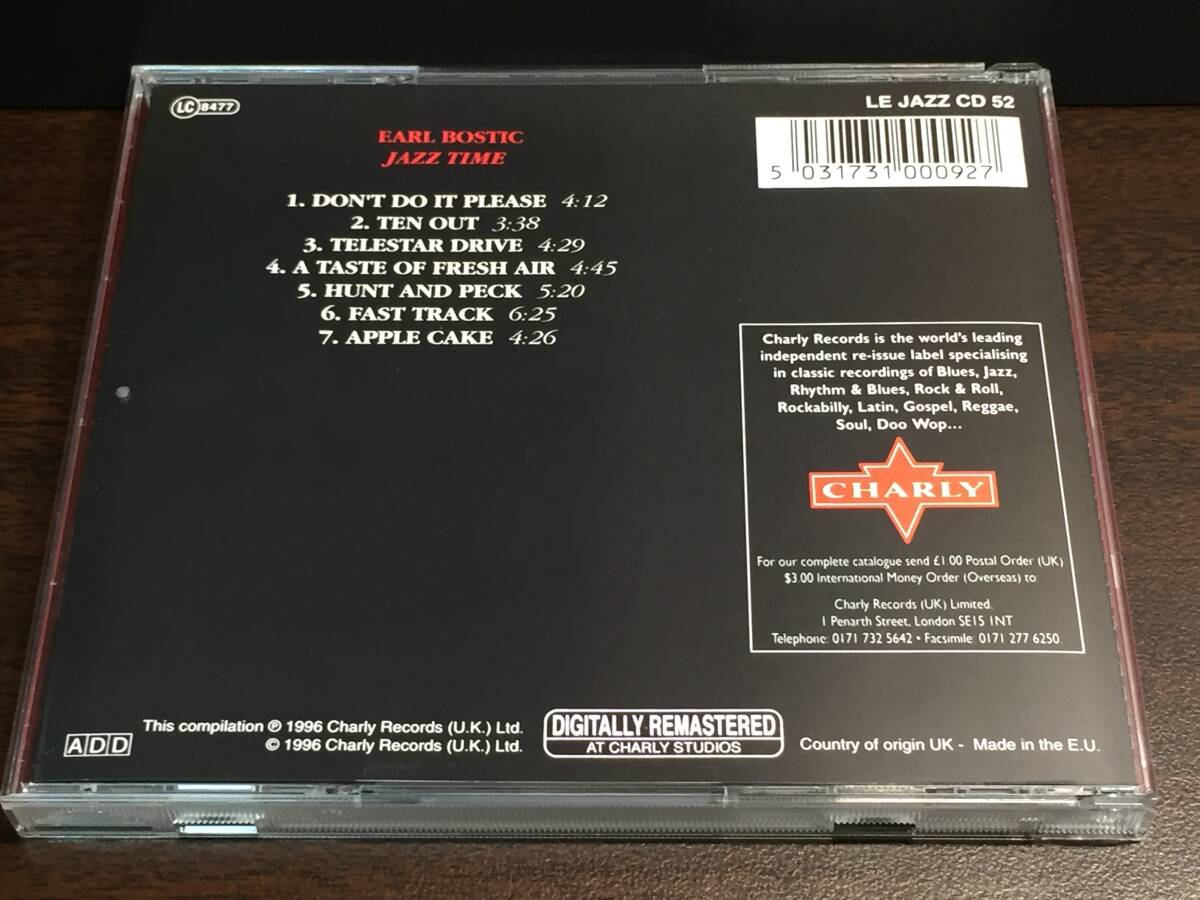 LC 8477
LE JAZZ CD 52
5 031731 000927
EARL BOSTIC
JAZZ TIME
1. DON'T DO IT PLEASE 4:12
2. TEN OUT 3:38
3. TELESTAR DRIVE 4:29
4. A TASTE OF FRESH AIR 4:45
5. HUNT AND PECK 5:20
6. FAST TRACK 6:25
7. APPLE CAKE 4:26
Charly Records is the world's leading
independent re-issue label specialising
in classic recordings of Blues, Jazz,
Rhythm & Blues, Rock & Roll,
Rockabilly, Latin, Gospel, Reggae,
Soul, Doo Wop...
CHARLY
For our complete catalogue send £1.00 Postal Order (UK)
$3.00 International Money Order (Overseas) to:
Charly Records (UK) Limited.
1 Penarth Street, London SE15 1NT
Telephone: 0171 732 5642 • Facsimile: 0171 277 6250.
ADD
This compilation ℗ 1996 Charly Records (U.K.) Ltd.
© 1996 Charly Records (U.K.) Ltd.
DIGITALLY REMASTERED
AT CHARLY STUDIOS
Country of origin UK - Made in the E.U.